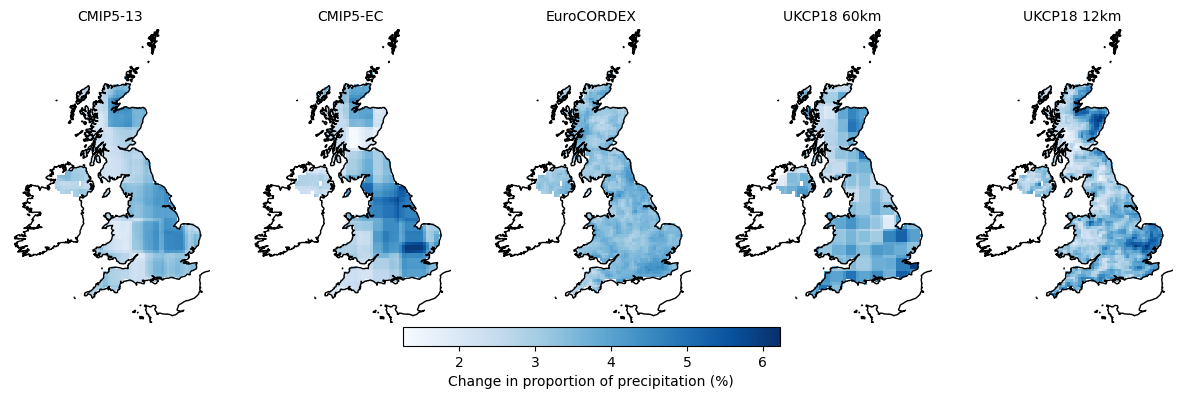 CMIP5-13
CMIP5-EC
EuroCORDEX
UKCP18 60km
UKCP18 12km
2 3 4 5 6
Change in proportion of precipitation (%)